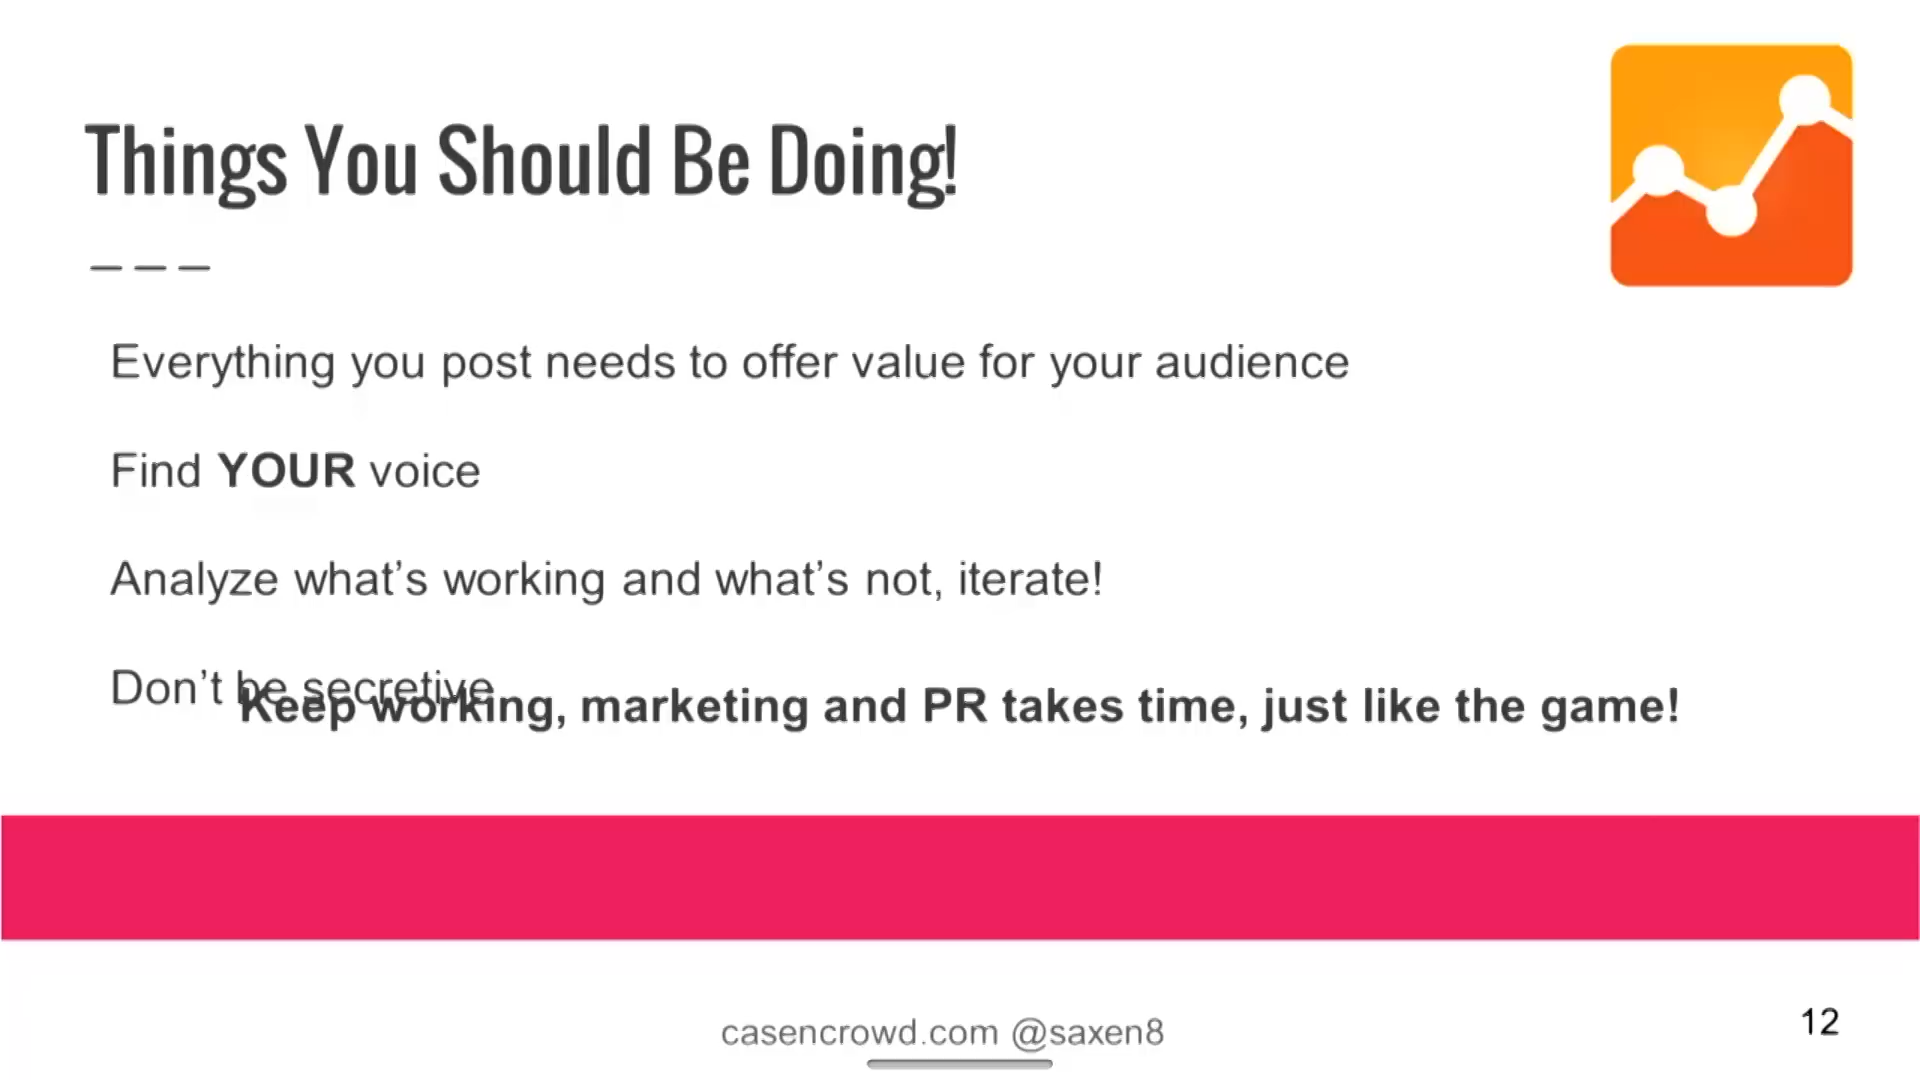 Things You Should Be Doing!
Everything you post needs to offer value for your audience
Find YOUR voice
Analyze what’s working and what’s not, iterate!
Don’t be secretive
Keep working, marketing and PR takes time, just like the game!
casencrowd.com @saxen8
12